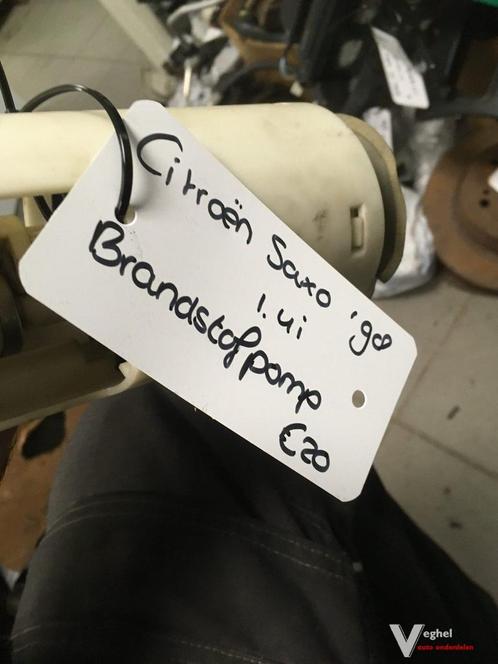 Citroën Saxo '98
1.4i
Brandstofpomp
€20
Veghel
auto onderdelen